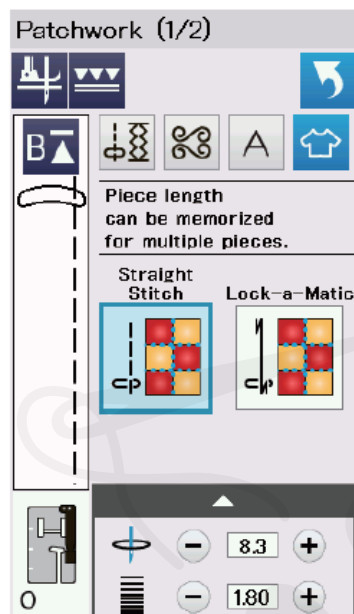 Patchwork (1/2)
B
A
Piece length
can be memorized
for multiple pieces.
Straight
Stitch
Lock-a-Matic
8.3
1.80
O